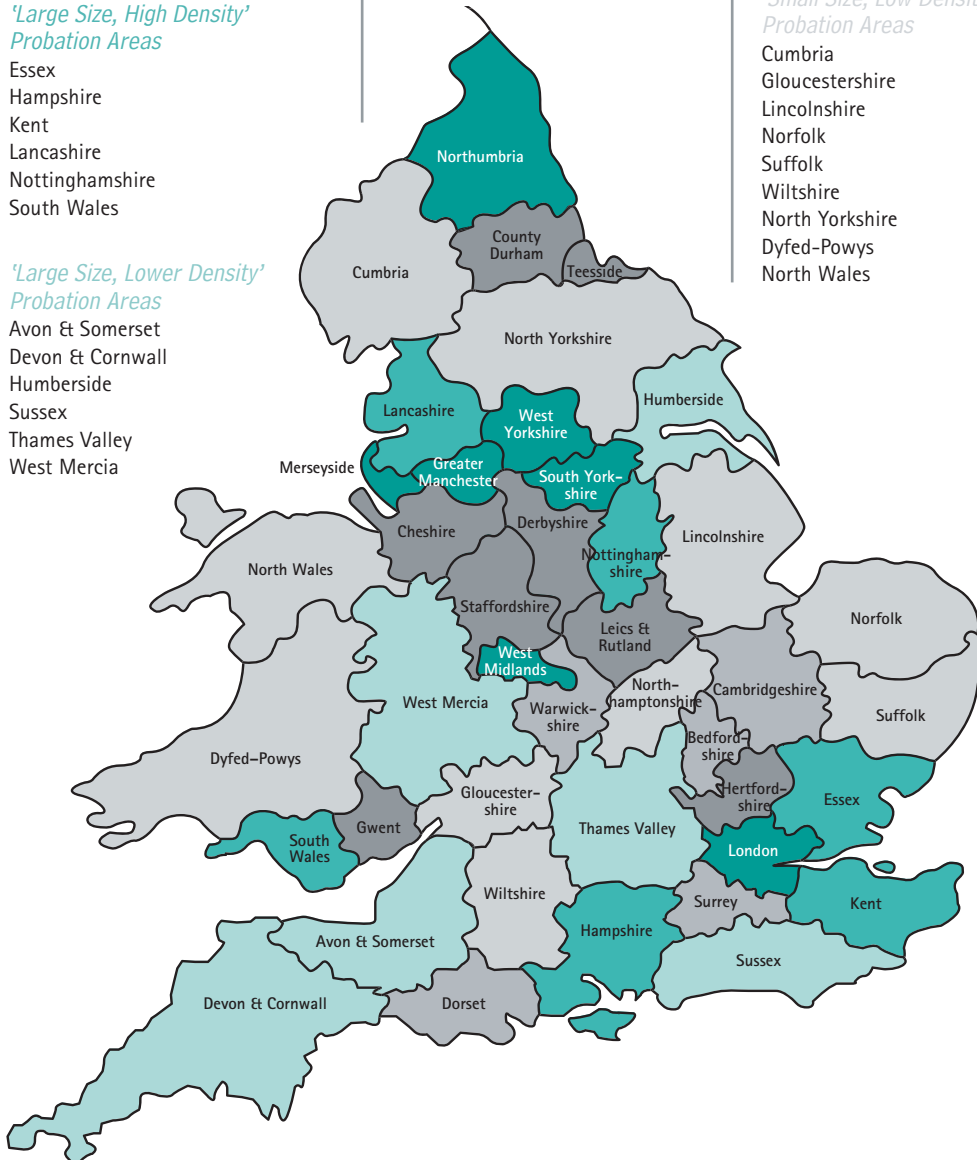 'Large Size, High Density'
Probation Areas
Essex
Hampshire
Kent
Lancashire
Nottinghamshire
South Wales
'Large Size, Lower Density'
Probation Areas
Avon & Somerset
Devon & Cornwall
Humberside
Sussex
Thames Valley
West Mercia
'Small Size, Low Densit
Probation Areas
Cumbria
Gloucestershire
Lincolnshire
Norfolk
Suffolk
Wiltshire
North Yorkshire
Dyfed-Powys
North Wales
Northumbria
County
Durham
Teesside
Cumbria
North Yorkshire
Humberside
Lancashire
West
Yorkshire
Merseyside
Greater
Manchester
South York-
shire
Cheshire
Derbyshire
Nottingham-
shire
Lincolnshire
North Wales
Staffordshire
Leics &
Rutland
Norfolk
West
Midlands
West Mercia
Warwick-
shire
North-
hamptonshire
Cambridgeshire
Suffolk
Bedford-
shire
Dyfed-Powys
Gloucester-
shire
Hertford-
shire
Essex
Gwent
South
Wales
Thames Valley
London
Wiltshire
Surrey
Kent
Hampshire
Avon & Somerset
Sussex
Devon & Cornwall
Dorset